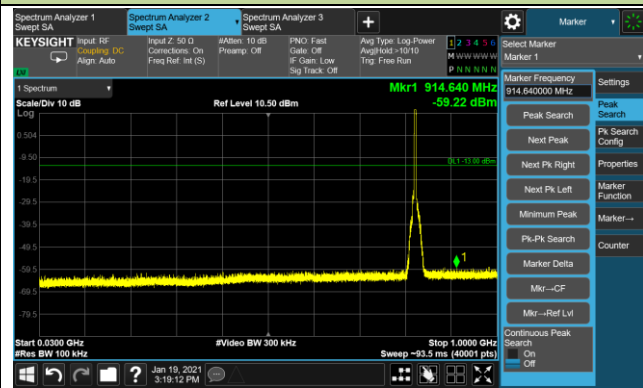 Spectrum Analyzer 1
Swept SA
Spectrum Analyzer 2
Swept SA
Spectrum Analyzer 3
Swept SA
Marker
KEYSIGHT
Input: RF
Coupling: DC
Align: Auto
Input Z: 50 Ω
Corrections: On
Freq Ref: Int (S)
#Atten: 10 dB
Preamp: Off
PNO: Fast
Gate: Off
IF Gain: Low
Sig Track: Off
Avg Type: Log-Power
Avg|Hold:>10/10
Trig: Free Run
1 2 3 4 5 6
M W W W W W
P N N N N N
Select Marker
Marker 1
LXI
1 Spectrum
Scale/Div 10 dB
Log
Ref Level 10.50 dBm
Mkr1 914.640 MHz
-59.22 dBm
0.504
-9.50
-19.5
-29.5
-39.5
-49.5
-59.5
-69.5
-79.5
DL1 -13.00 dBm
1
Start 0.0300 GHz
#Res BW 100 kHz
#Video BW 300 kHz
Stop 1.0000 GHz
Sweep ~93.5 ms (40001 pts)
Marker Frequency
914.640000 MHz
Peak Search
Next Peak
Next Pk Right
Next Pk Left
Minimum Peak
Pk-Pk Search
Marker Delta
Mkr→CF
Mkr→Ref Lvl
Continuous Peak
Search
On
Off
Settings
Peak
Search
Pk Search
Config
Properties
Marker
Function
Marker→
Counter
Jan 19, 2021
3:19:12 PM